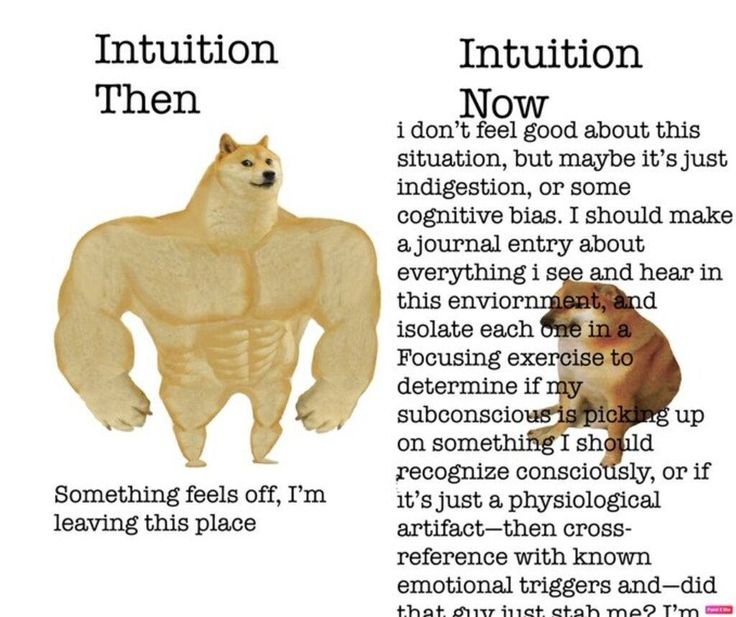 Intuition
Then
Something feels off, I'm
leaving this place
Intuition
Now
i don't feel good about this
situation, but maybe it's just
indigestion, or some
cognitive bias. I should make
a journal entry about
everything i see and hear in
this enviornment, and
isolate each one in a
Focusing exercise to
determine if my
subconscious is picking up
on something I should
recognize consciously, or if
it's just a physiological
artifact—then cross-
reference with known
emotional triggers and—did
that guy just stab me? I'm